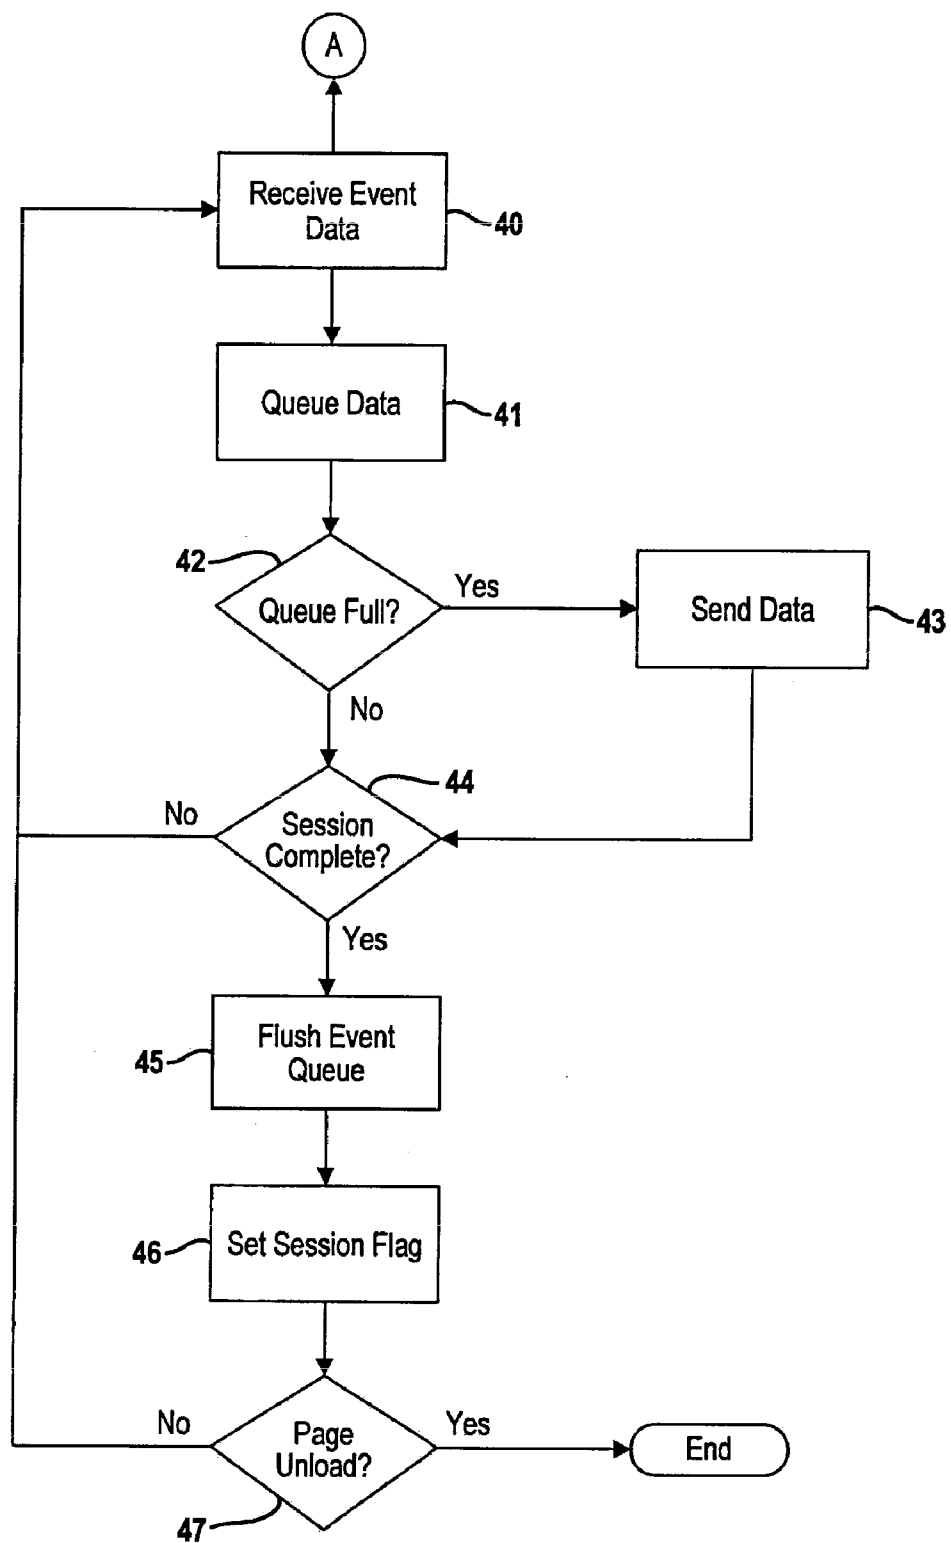 A
Receive Event
Data
40
Queue Data
41
42
Queue Full?
Yes
Send Data
43
No
44
No
Session
Complete?
Yes
45
Flush Event
Queue
46
Set Session Flag
No
Page
Unload?
Yes
End
47